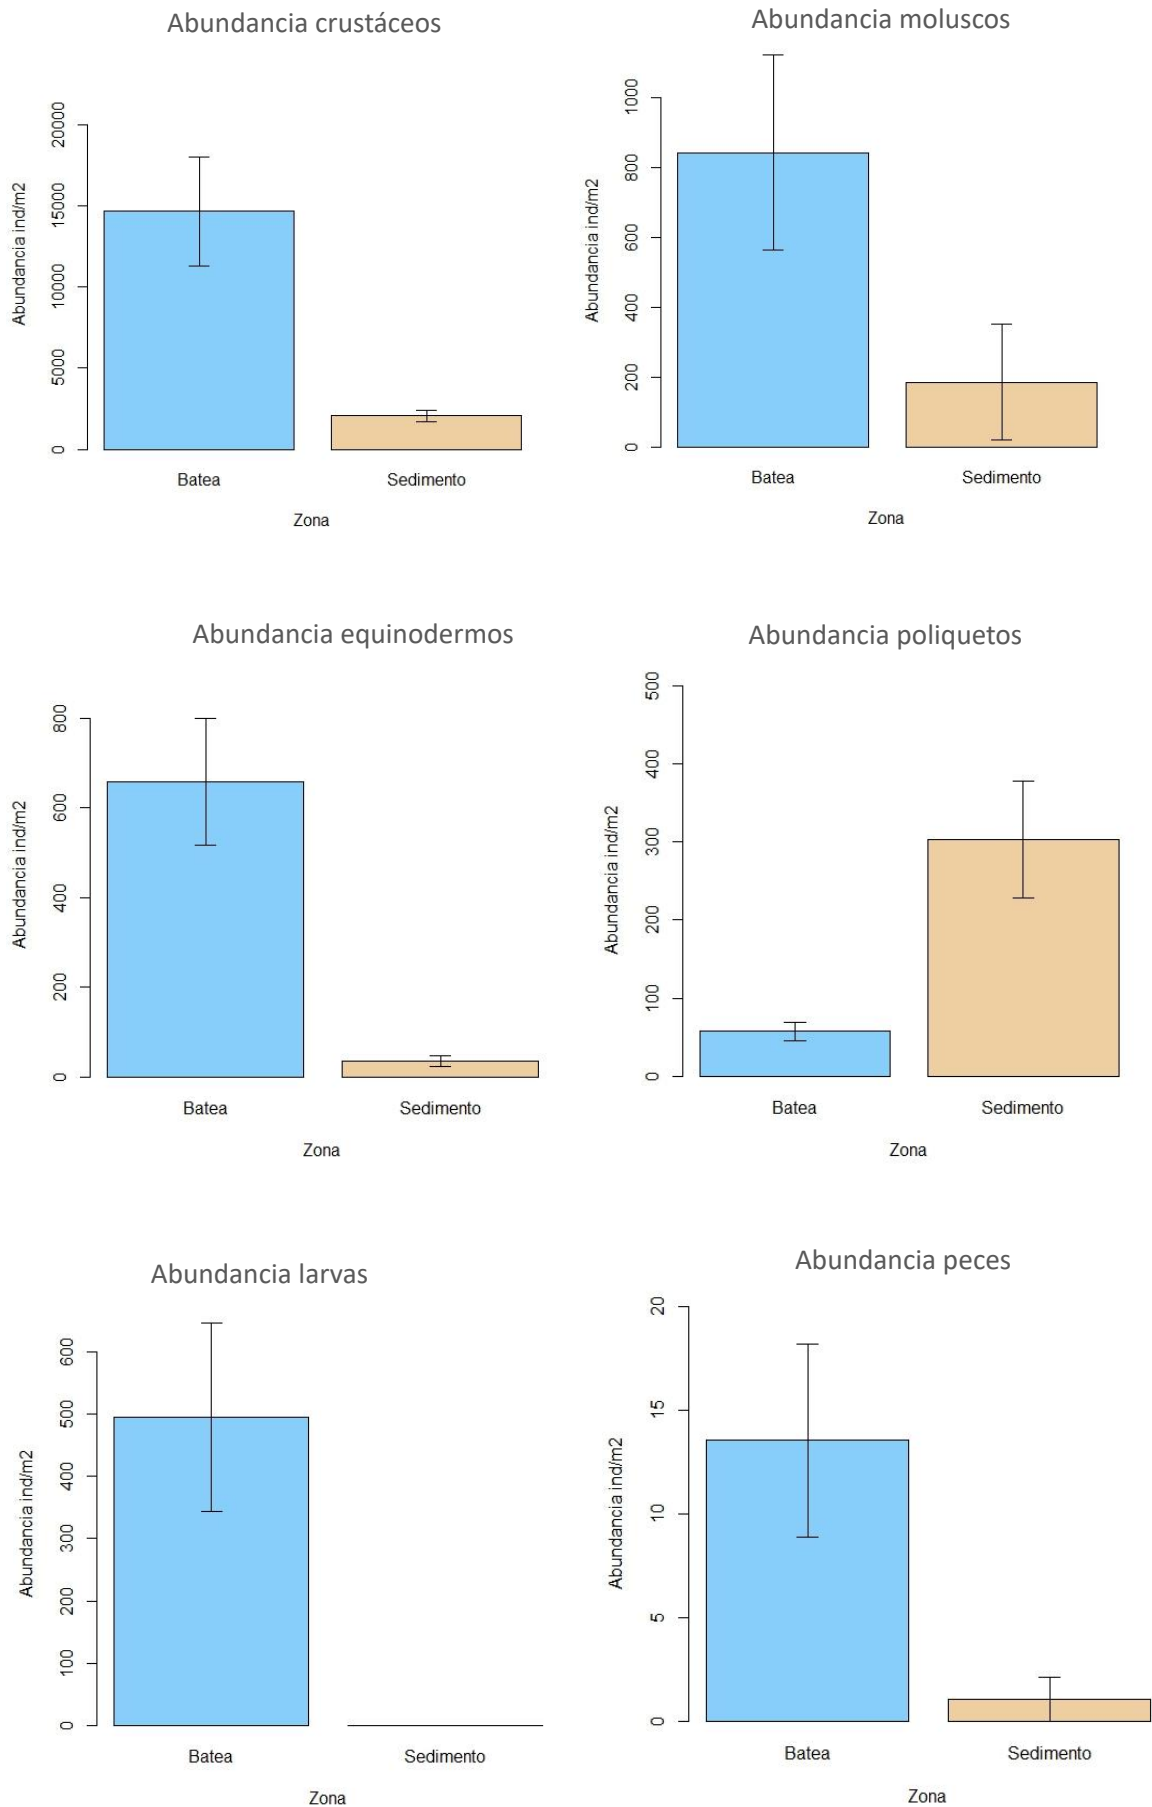 Abundancia crustáceos
Abundancia ind/m2
20000
15000
10000
5000
0
Batea
Sedimento
Zona
Abundancia moluscos
Abundancia ind/m2
1000
800
600
400
200
0
Batea
Sedimento
Zona
Abundancia equinodermos
Abundancia ind/m2
800
600
400
200
0
Batea
Sedimento
Zona
Abundancia poliquetos
Abundancia ind/m2
500
400
300
200
100
0
Batea
Sedimento
Zona
Abundancia larvas
Abundancia ind/m2
600
500
400
300
200
100
0
Batea
Sedimento
Zona
Abundancia peces
Abundancia ind/m2
20
15
10
5
0
Batea
Sedimento
Zona